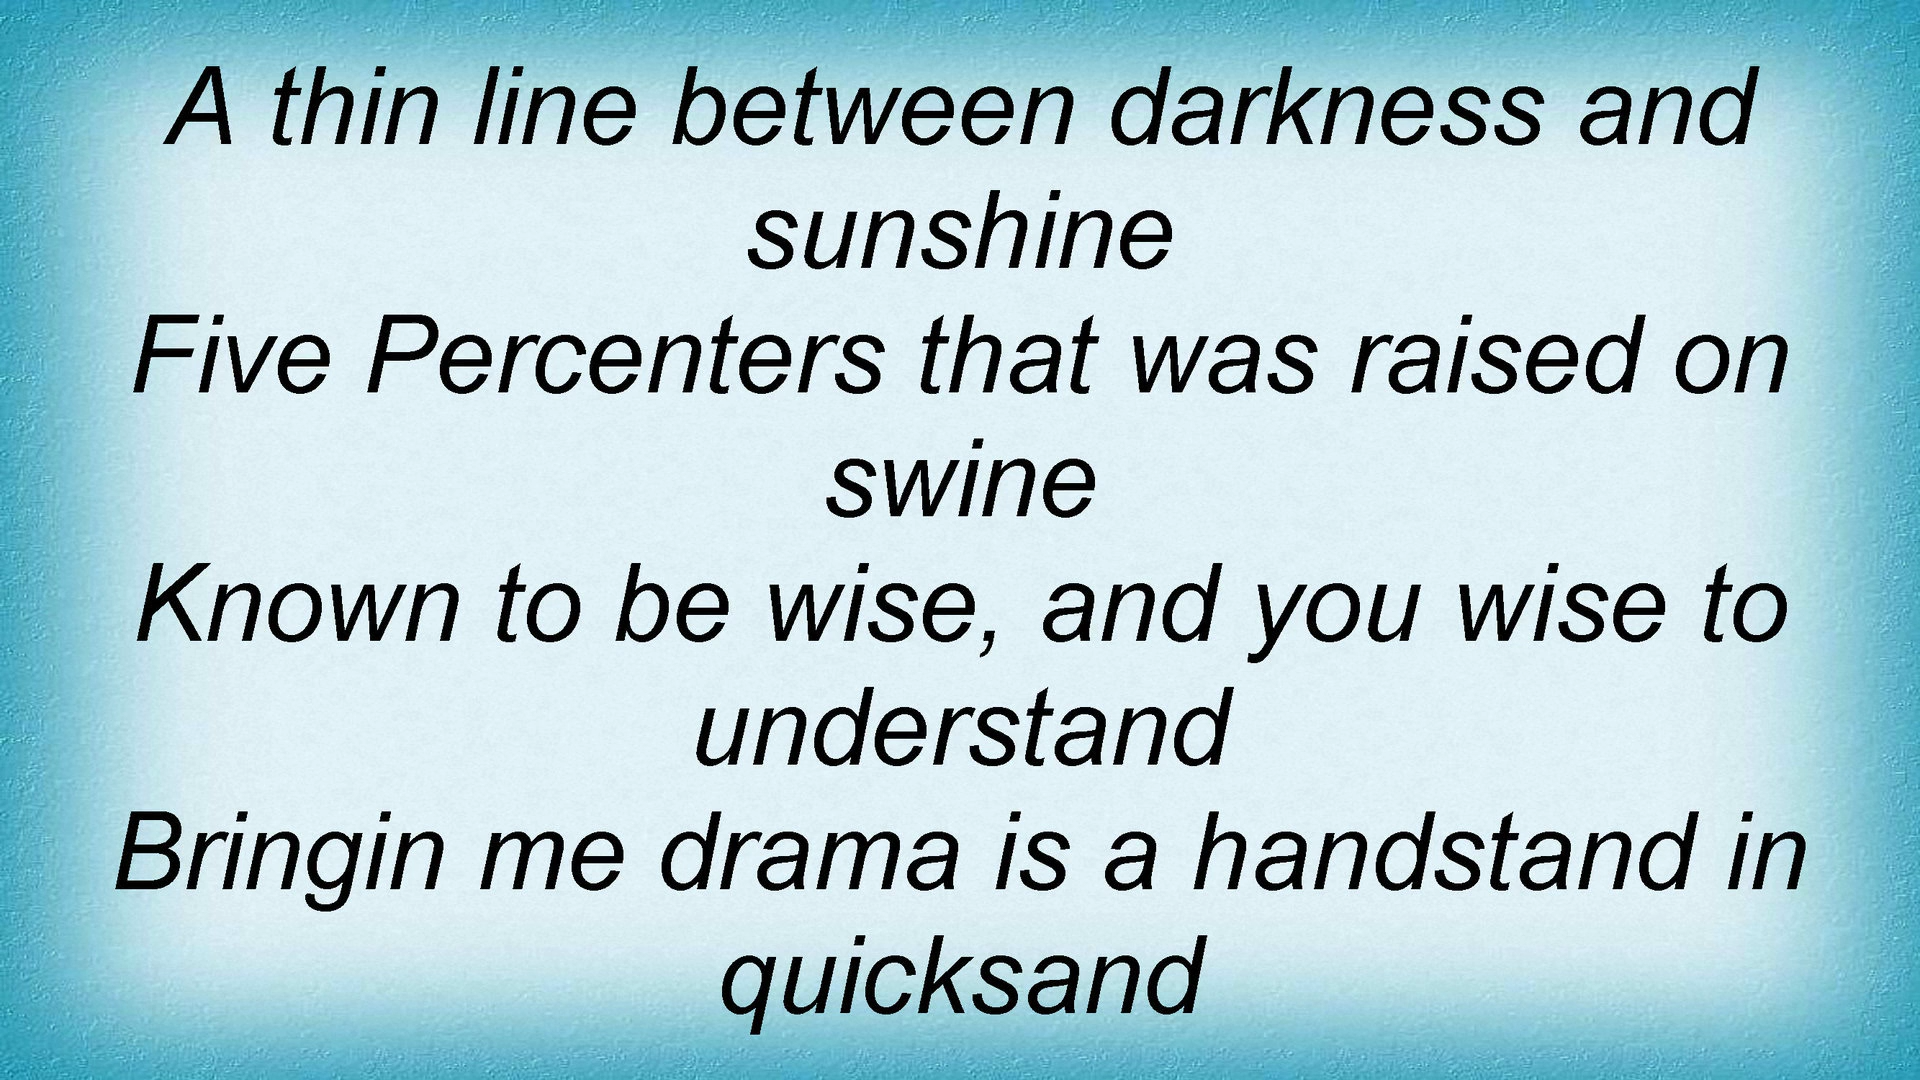 A thin line between darkness and
sunshine
Five Percenters that was raised on
swine
Known to be wise, and you wise to
understand
Bringin me drama is a handstand in
quicksand